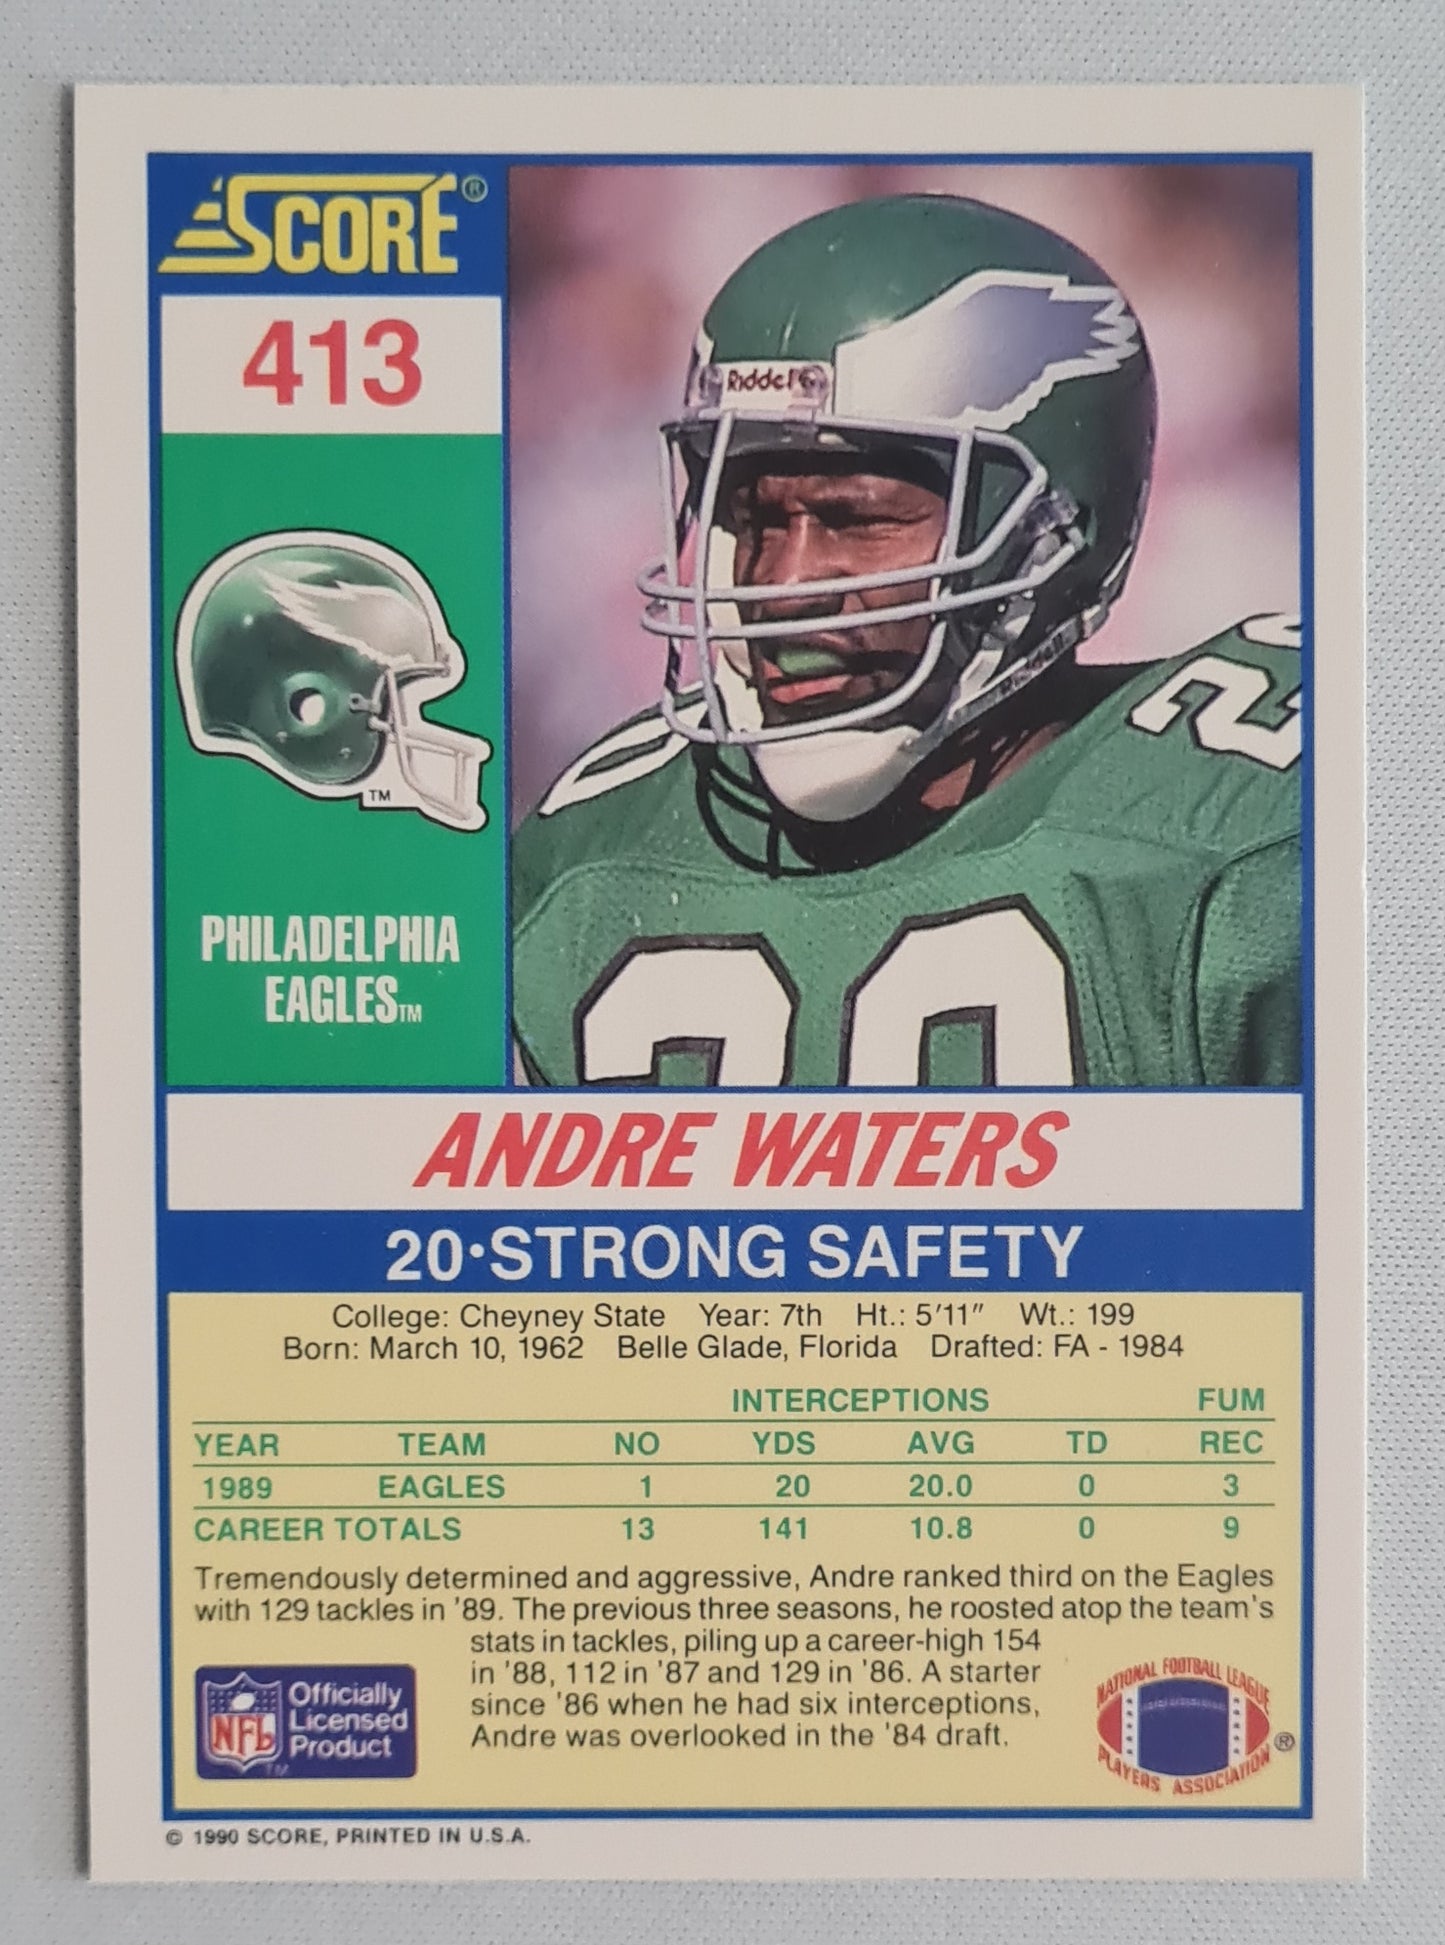 SCORE®
413
Riddell
Riddell
20
TM
PHILADELPHIA
EAGLES™
20
ANDRE WATERS
20·STRONG SAFETY
College: Cheyney State Year: 7th Ht.: 5'11" Wt.: 199
Born: March 10, 1962 Belle Glade, Florida Drafted: FA - 1984
INTERCEPTIONS FUM
YEAR TEAM NO YDS AVG TD REC
1989 EAGLES 1 20 20.0 0 3
CAREER TOTALS 13 141 10.8 0 9
Tremendously determined and aggressive, Andre ranked third on the Eagles
with 129 tackles in '89. The previous three seasons, he roosted atop the team's
stats in tackles, piling up a career-high 154
in '88, 112 in '87 and 129 in '86. A starter
since '86 when he had six interceptions,
Andre was overlooked in the '84 draft.
NFL
Officially
Licensed
Product
TM
NATIONAL FOOTBALL LEAGUE
PLAYERS ASSOCIATION ®
© 1990 SCORE, PRINTED IN U.S.A.